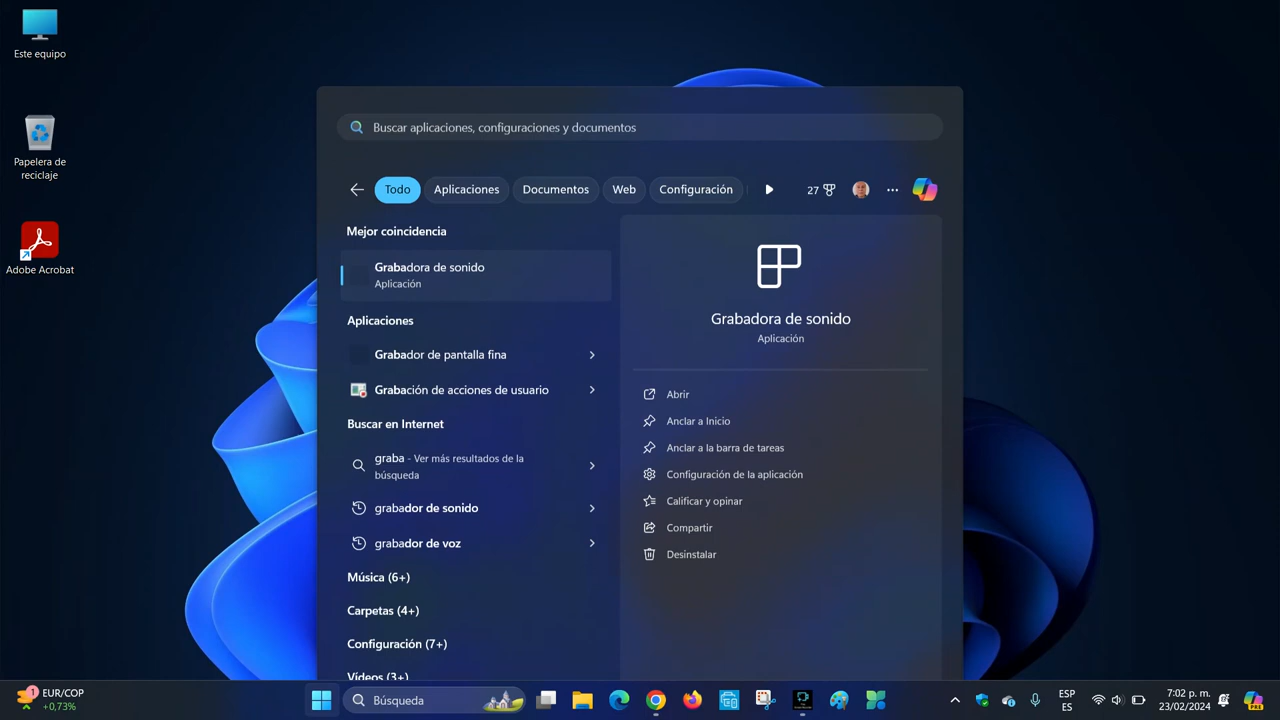 Este equipo
Papelera de
reciclaje
Adobe Acrobat
Buscar aplicaciones, configuraciones y documentos
Todo
Aplicaciones
Documentos
Web
Configuración
27
Mejor coincidencia
Grabadora de sonido
Aplicación
Aplicaciones
Grabador de pantalla fina
Grabación de acciones de usuario
Buscar en Internet
graba - Ver más resultados de la
búsqueda
grabador de sonido
grabador de voz
Música (6+)
Carpetas (4+)
Configuración (7+)
Vídeos (3+)
Grabadora de sonido
Aplicación
Abrir
Anclar a Inicio
Anclar a la barra de tareas
Configuración de la aplicación
Calificar y opinar
Compartir
Desinstalar
1
EUR/COP
+0,73%
Búsqueda
ESP
ES
7:02 p. m.
23/02/2024
PRE